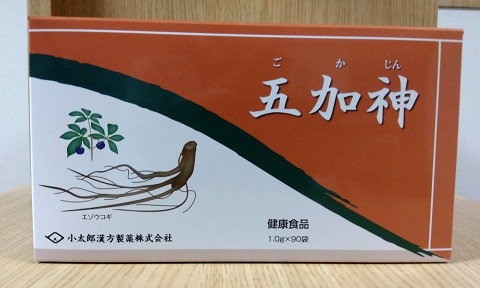 ご か じん
五加神
エゾウコギ
健康食品
1.0g×90袋
小太郎漢方製薬株式会社